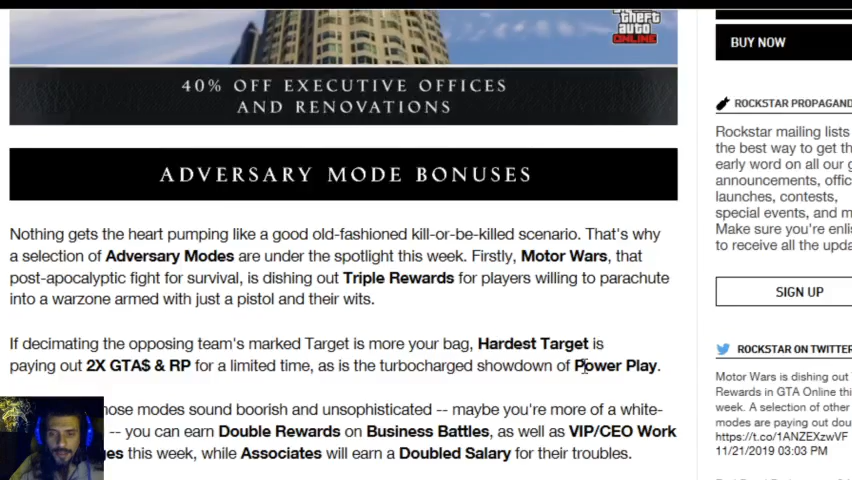 theft
auto
ONLINE
40% OFF EXECUTIVE OFFICES
AND RENOVATIONS
ADVERSARY MODE BONUSES
Nothing gets the heart pumping like a good old-fashioned kill-or-be-killed scenario. That's why
a selection of Adversary Modes are under the spotlight this week. Firstly, Motor Wars, that
post-apocalyptic fight for survival, is dishing out Triple Rewards for players willing to parachute
into a warzone armed with just a pistol and their wits.
If decimating the opposing team's marked Target is more your bag, Hardest Target is
paying out 2X GTA$ & RP for a limited time, as is the turbocharged showdown of Power Play.
hose modes sound boorish and unsophisticated -- maybe you're more of a white-
-- you can earn Double Rewards on Business Battles, as well as VIP/CEO Work
es this week, while Associates will earn a Doubled Salary for their troubles.
BUY NOW
ROCKSTAR PROPAGAND
Rockstar mailing lists
the best way to get th
early word on all our g
announcements, offic
launches, contests,
special events, and m
Make sure you're enli
to receive all the upda
SIGN UP
ROCKSTAR ON TWITTER
Motor Wars is dishing out
Rewards in GTA Online this
week. A selection of other
modes are paying out dou
https://t.co/1ANZEXzwVF
11/21/2019 03:03 PM